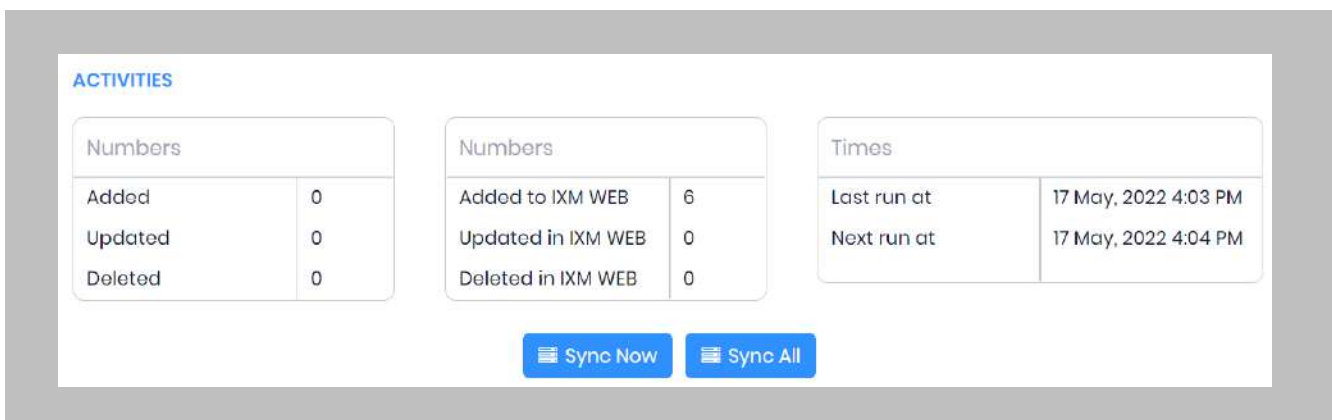 ACTIVITIES
Numbers
Added 0
Updated 0
Deleted 0
Numbers
Added to IXM WEB 6
Updated in IXM WEB 0
Deleted in IXM WEB 0
Times
Last run at 17 May, 2022 4:03 PM
Next run at 17 May, 2022 4:04 PM
Sync Now Sync All